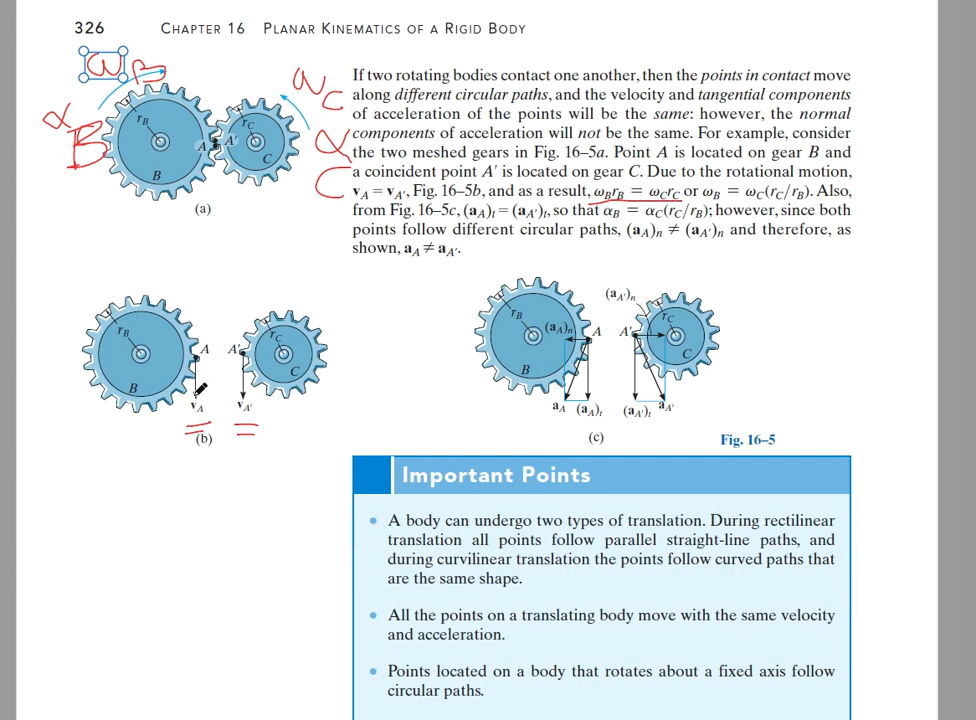 326 CHAPTER 16 PLANAR KINEMATICS OF A RIGID BODY
ω B
α B
ω C
α C
r_B
r_C
A A′
B
C
(a)
If two rotating bodies contact one another, then the points in contact move
along different circular paths, and the velocity and tangential components
of acceleration of the points will be the same: however, the normal
components of acceleration will not be the same. For example, consider
the two meshed gears in Fig. 16–5a. Point A is located on gear B and
a coincident point A′ is located on gear C. Due to the rotational motion,
v_A = v_A′, Fig. 16–5b, and as a result, ω_B r_B = ω_C r_C or ω_B = ω_C(r_C/r_B). Also,
from Fig. 16–5c, (a_A)_t = (a_A′)_t, so that α_B = α_C(r_C/r_B); however, since both
points follow different circular paths, (a_A)_n ≠ (a_A′)_n and therefore, as
shown, a_A ≠ a_A′.
r_B
r_C
A A′
B
C
v_A v_A′
(b)
(a_A′)_n
r_B
r_C
(a_A)_n A A′
B
C
a_A (a_A)_t (a_A′)_t a_A′
(c)
Fig. 16–5
Important Points
• A body can undergo two types of translation. During rectilinear
translation all points follow parallel straight-line paths, and
during curvilinear translation the points follow curved paths that
are the same shape.
• All the points on a translating body move with the same velocity
and acceleration.
• Points located on a body that rotates about a fixed axis follow
circular paths.